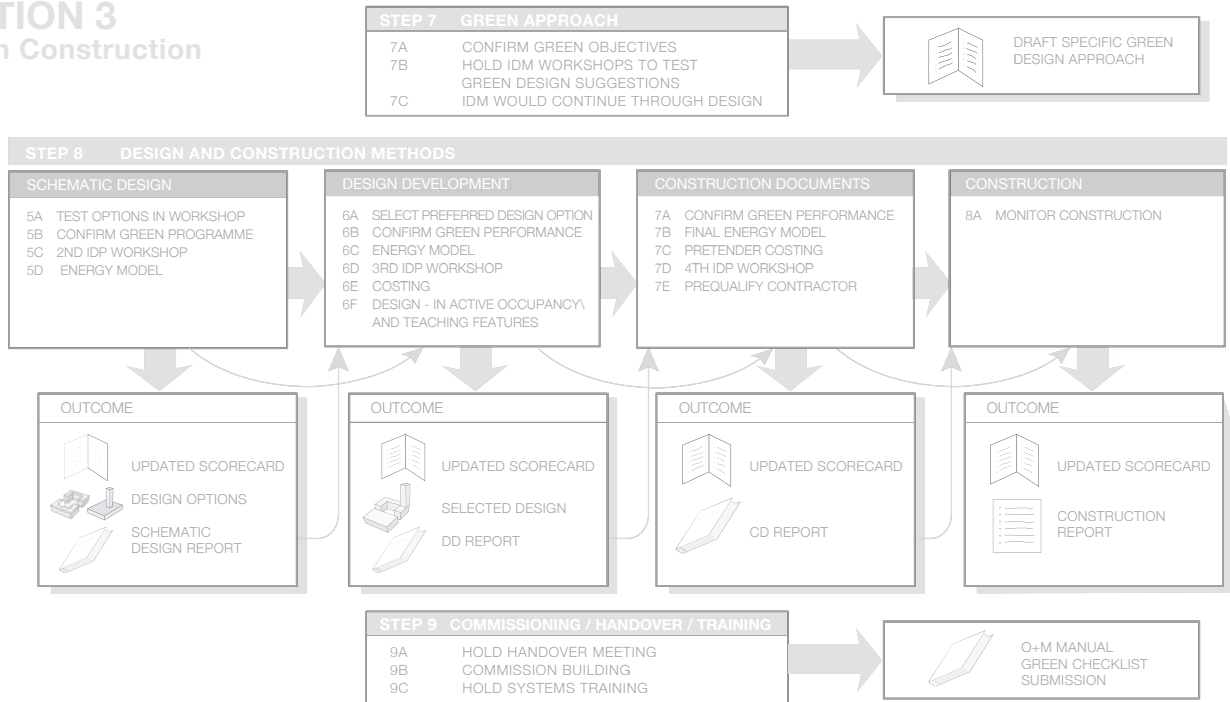 TION 3
n Construction
STEP 7 GREEN APPROACH
7A CONFIRM GREEN OBJECTIVES
7B HOLD IDM WORKSHOPS TO TEST
GREEN DESIGN SUGGESTIONS
7C IDM WOULD CONTINUE THROUGH DESIGN
DRAFT SPECIFIC GREEN
DESIGN APPROACH
STEP 8 DESIGN AND CONSTRUCTION METHODS
SCHEMATIC DESIGN
5A TEST OPTIONS IN WORKSHOP
5B CONFIRM GREEN PROGRAMME
5C 2ND IDP WORKSHOP
5D ENERGY MODEL
DESIGN DEVELOPMENT
6A SELECT PREFERRED DESIGN OPTION
6B CONFIRM GREEN PERFORMANCE
6C ENERGY MODEL
6D 3RD IDP WORKSHOP
6E COSTING
6F DESIGN - IN ACTIVE OCCUPANCY\
AND TEACHING FEATURES
CONSTRUCTION DOCUMENTS
7A CONFIRM GREEN PERFORMANCE
7B FINAL ENERGY MODEL
7C PRETENDER COSTING
7D 4TH IDP WORKSHOP
7E PREQUALIFY CONTRACTOR
CONSTRUCTION
8A MONITOR CONSTRUCTION
OUTCOME
UPDATED SCORECARD
DESIGN OPTIONS
SCHEMATIC
DESIGN REPORT
OUTCOME
UPDATED SCORECARD
SELECTED DESIGN
DD REPORT
OUTCOME
UPDATED SCORECARD
CD REPORT
OUTCOME
UPDATED SCORECARD
CONSTRUCTION
REPORT
STEP 9 COMMISSIONING / HANDOVER / TRAINING
9A HOLD HANDOVER MEETING
9B COMMISSION BUILDING
9C HOLD SYSTEMS TRAINING
O+M MANUAL
GREEN CHECKLIST
SUBMISSION